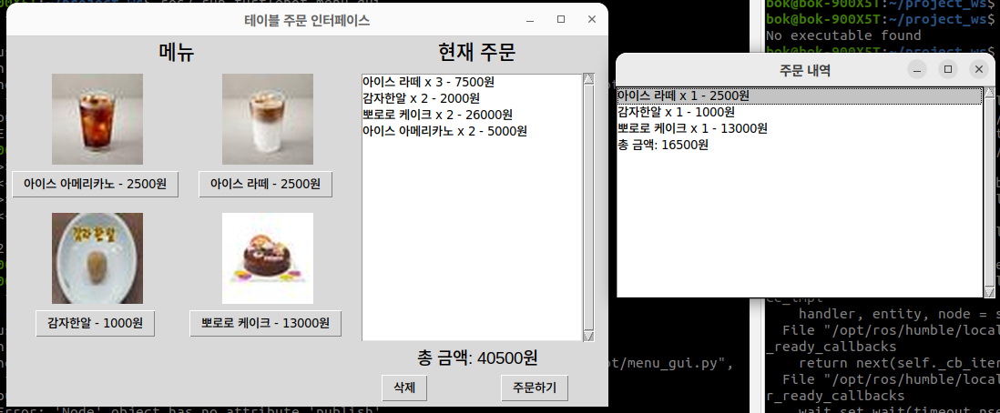 테이블 주문 인터페이스
메뉴
아이스 아메리카노 - 2500원
아이스 라떼 - 2500원
감자한알
감자한알 - 1000원
뽀로로 케이크 - 13000원
현재 주문
아이스 라떼 x 3 - 7500원
감자한알 x 2 - 2000원
뽀로로 케이크 x 2 - 26000원
아이스 아메리카노 x 2 - 5000원
총 금액: 40500원
삭제
주문하기
bok@bok-900X5T:~/project_ws$
bok@bok-900X5T:~/project_ws$
No executable found
bok@bok-900X5T:~/project_ws$
주문 내역
아이스 라떼 x 1 - 2500원
감자한알 x 1 - 1000원
뽀로로 케이크 x 1 - 13000원
총 금액: 16500원
handler, entity, node = s
File "/opt/ros/humble/local
_ready_callbacks
return next(self._cb_iter
File "/opt/ros/humble/local
r_ready_callbacks
ot/menu_gui.py",